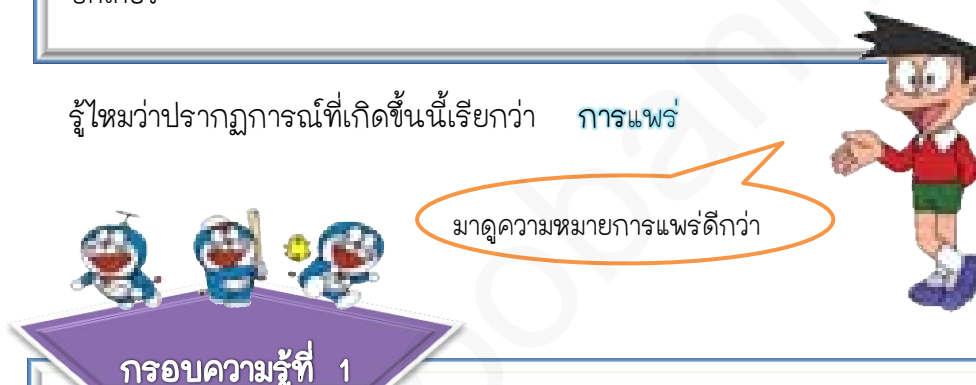 รู้ไหมว่าปรากฏการณ์ที่เกิดขึ้นนี้เรียกว่า การแพร่
มาดูความหมายการแพร่ดีกว่า
กรอบความรู้ที่ 1